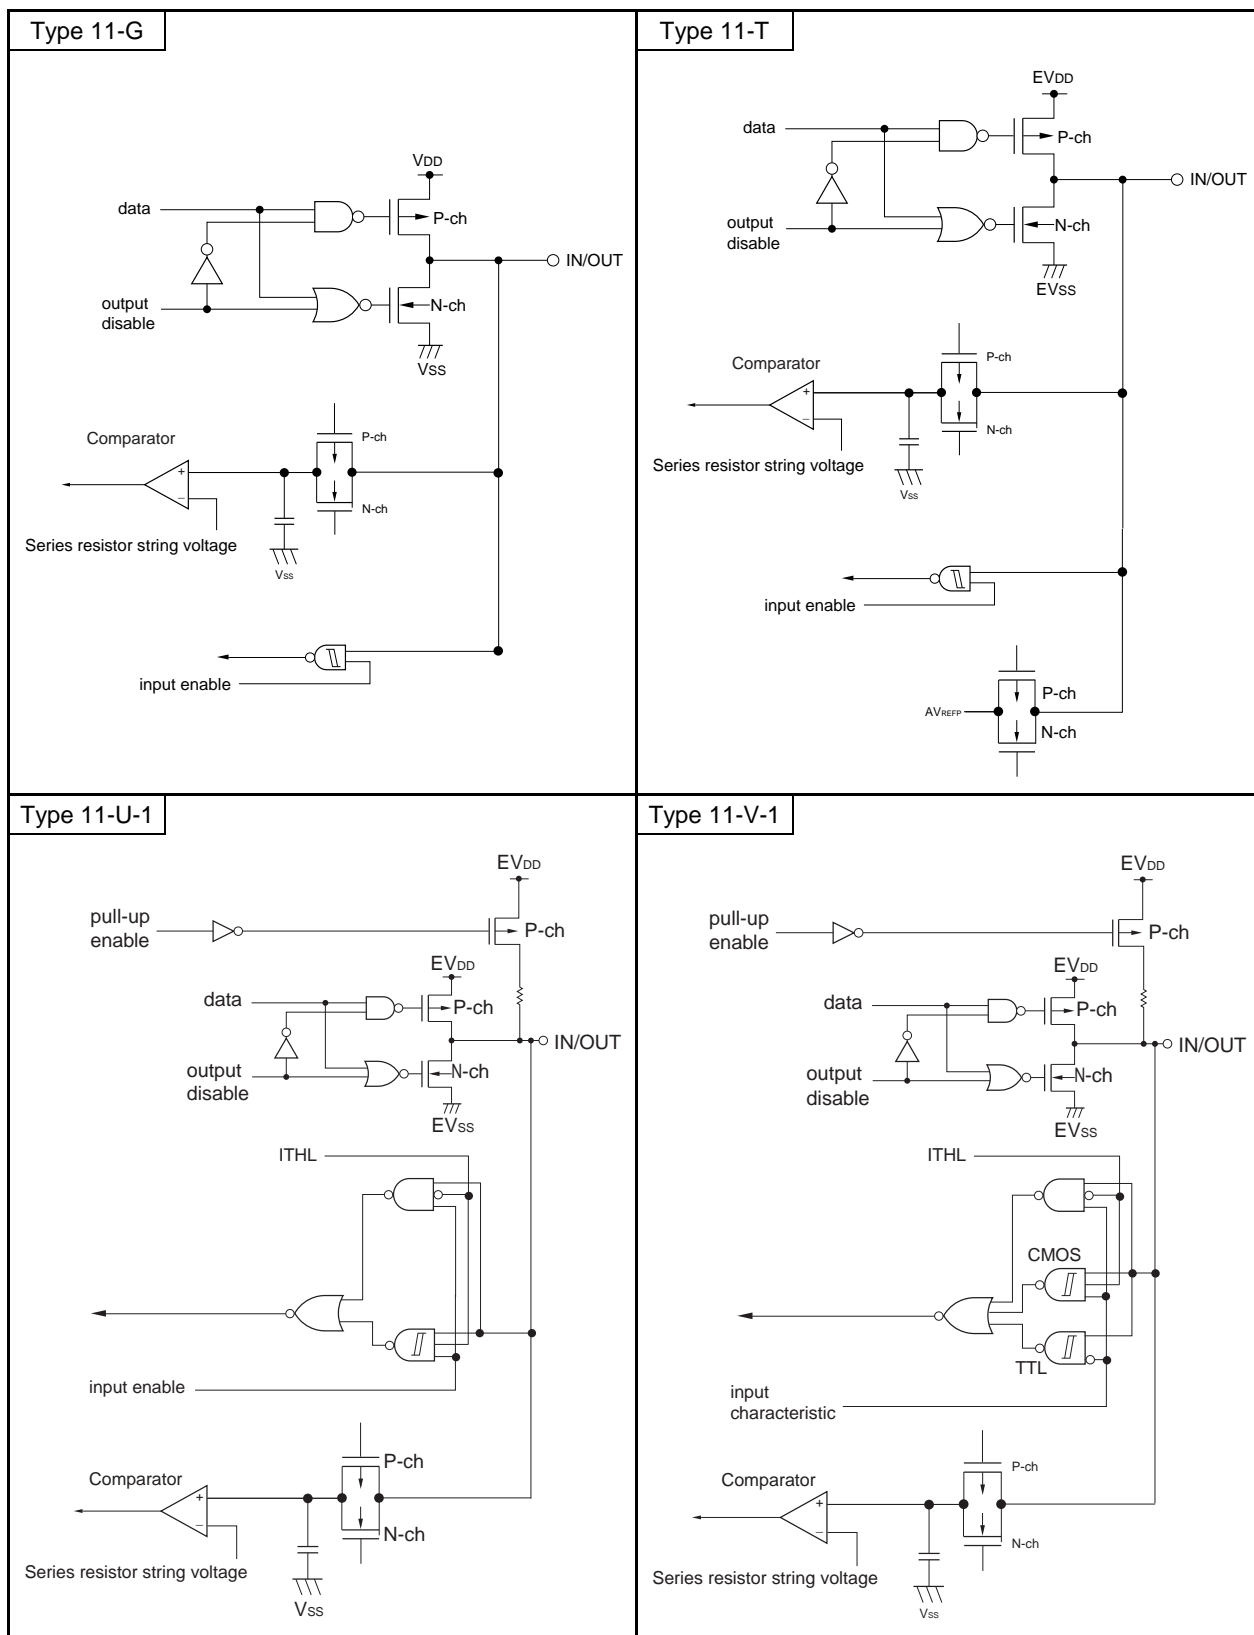 Type 11-G
VDD
data
P-ch
IN/OUT
output
disable
N-ch
VSS
Comparator
P-ch
+
−
N-ch
Series resistor string voltage
VSS
input enable
Type 11-T
EVDD
data
P-ch
IN/OUT
output
disable
N-ch
EVSS
Comparator
P-ch
+
−
N-ch
Series resistor string voltage
VSS
input enable
P-ch
AVREFP
N-ch
Type 11-U-1
EVDD
pull-up
enable
P-ch
EVDD
data
P-ch
IN/OUT
output
disable
N-ch
EVSS
ITHL
input enable
Comparator
P-ch
+
−
N-ch
Series resistor string voltage
VSS
Type 11-V-1
EVDD
pull-up
enable
P-ch
EVDD
data
P-ch
IN/OUT
output
disable
N-ch
EVSS
ITHL
CMOS
TTL
input
characteristic
Comparator
P-ch
+
−
N-ch
Series resistor string voltage
VSS